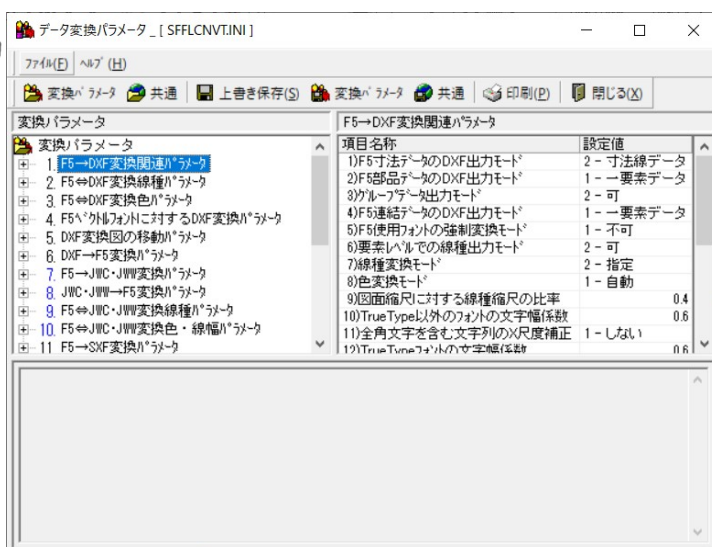 データ変換パラメータ _ [ SFFLCNVT.INI ]
ファイル(F) ヘルプ(H)
変換パラメータ 共通 上書き保存(S) 変換パラメータ 共通 印刷(P) 閉じる(X)
変換パラメータ
変換パラメータ
1. F5→DXF変換関連パラメータ
2. F5⇔DXF変換線種パラメータ
3. F5⇔DXF変換色パラメータ
4. F5ベクトルフォントに対するDXF変換パラメータ
5. DXF変換図の移動パラメータ
6. DXF→F5変換パラメータ
7. F5→JWC・JWW変換パラメータ
8. JWC・JWW→F5変換パラメータ
9. F5⇔JWC・JWW変換線種パラメータ
10. F5⇔JWC・JWW変換色・線幅パラメータ
11 F5→SXF変換パラメータ
F5→DXF変換関連パラメータ
項目名称 設定値
1)F5寸法データのDXF出力モード 2 - 寸法線データ
2)F5部品データのDXF出力モード 1 - 一要素データ
3)グループデータ出力モード 2 - 可
4)F5連結データのDXF出力モード 1 - 一要素データ
5)F5使用フォントの強制変換モード 1 - 不可
6)要素レベルでの線種出力モード 2 - 可
7)線種変換モード 2 - 指定
8)色変換モード 1 - 自動
9)図面縮尺に対する線種縮尺の比率 0.4
10)TrueType以外のフォントの文字幅係数 0.6
11)全角文字を含む文字列のX尺度補正 1 - しない
12)TrueTypeフォントの文字幅係数 0.6